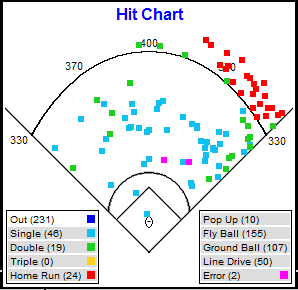 Hit Chart
400
370
330
330
Out (231)
Single (46)
Double (19)
Triple (0)
Home Run (24)
Pop Up (10)
Fly Ball (155)
Ground Ball (107)
Line Drive (50)
Error (2)